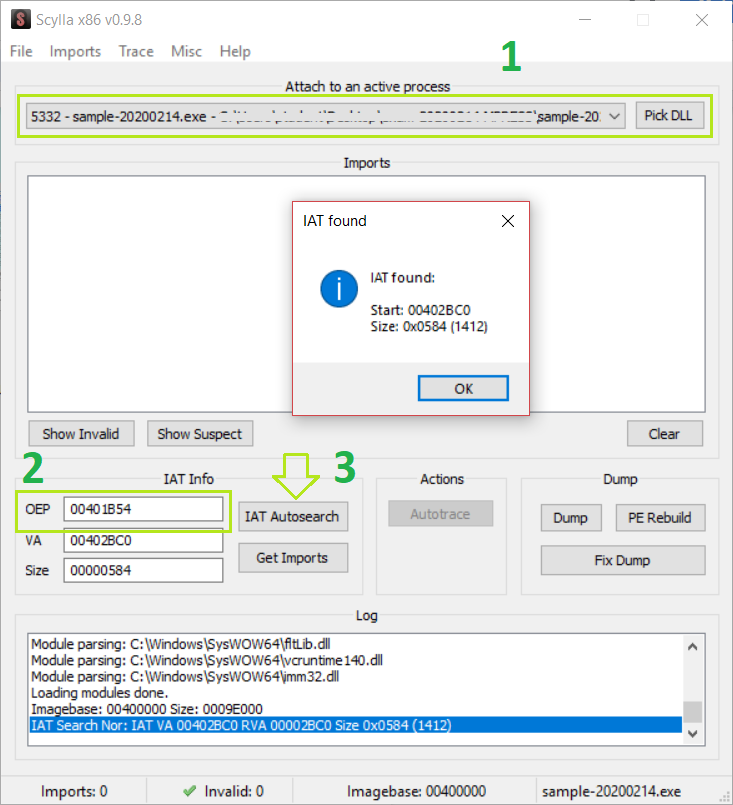 Scylla x86 v0.9.8
File Imports Trace Misc Help
1
Attach to an active process
5332 - sample-20200214.exe - \sample-20 Pick DLL
Imports
IAT found
IAT found:
Start: 00402BC0
Size: 0x0584 (1412)
OK
Show Invalid Show Suspect Clear
2 3
IAT Info Actions Dump
OEP 00401B54 IAT Autosearch Autotrace Dump PE Rebuild
VA 00402BC0
Get Imports Fix Dump
Size 00000584
Log
Module parsing: C:\Windows\SysWOW64\fltLib.dll
Module parsing: C:\Windows\SysWOW64\vcruntime140.dll
Module parsing: C:\Windows\SysWOW64\imm32.dll
Loading modules done.
Imagebase: 00400000 Size: 0009E000
IAT Search Nor: IAT VA 00402BC0 RVA 00002BC0 Size 0x0584 (1412)
Imports: 0 Invalid: 0 Imagebase: 00400000 sample-20200214.exe